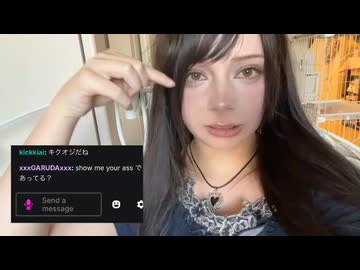 kickkiai: キクオジだね
xxxGARUDAxxx: show me your ass で
あってる？
Send a
message